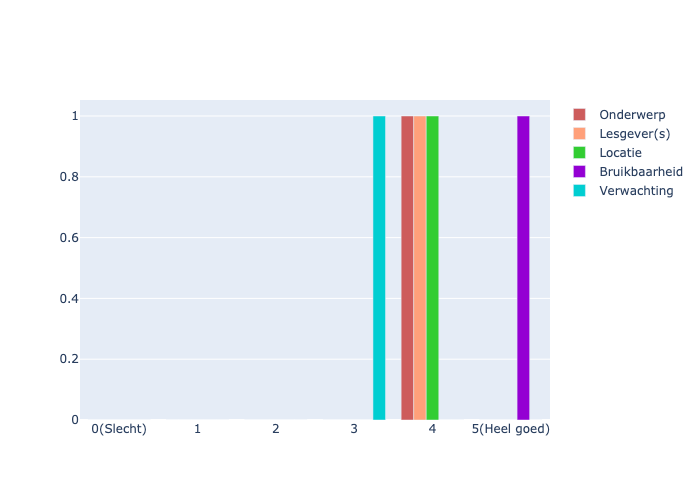 1
0.8
0.6
0.4
0.2
0
0(Slecht) 1 2 3 4 5(Heel goed)
Onderwerp
Lesgever(s)
Locatie
Bruikbaarheid
Verwachting